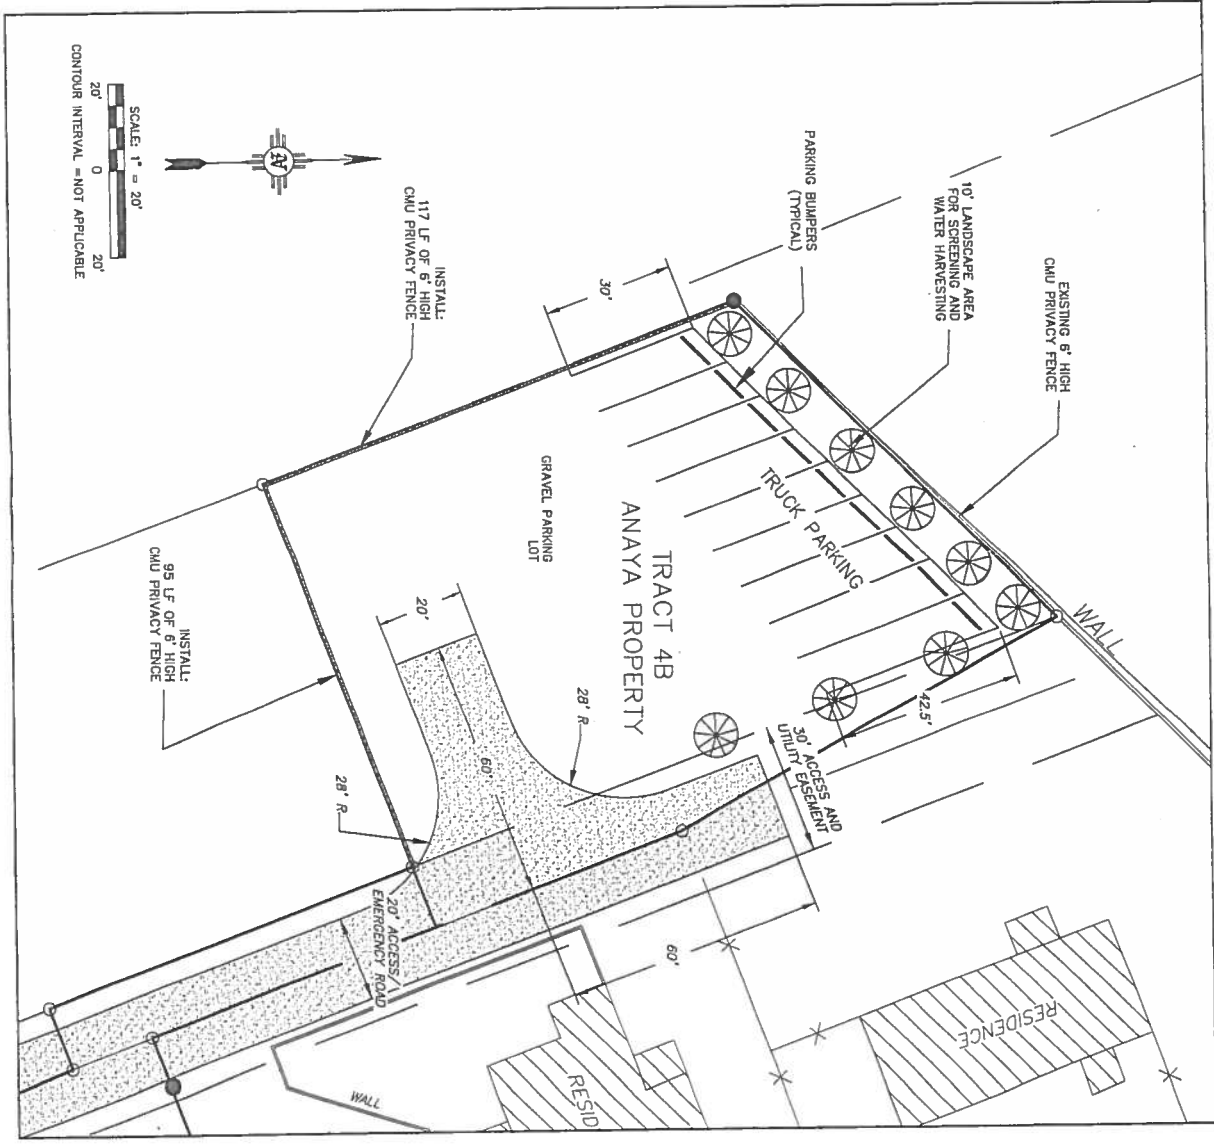 SCALE: 1" = 20'
20'
0
20'
CONTOUR INTERVAL =NOT APPLICABLE
INSTALL:
117 LF OF 6' HIGH
CMU PRIVACY FENCE
PARKING BUMPERS
(TYPICAL)
10' LANDSCAPE AREA
FOR SCREENING AND
WATER HARVESTING
EXISTING 6' HIGH
CMU PRIVACY FENCE
30'
TRUCK PARKING
WALL
GRAVEL PARKING
LOT
TRACT 4B
ANAYA PROPERTY
42.5'
30' ACCESS AND
UTILITY EASEMENT
20'
28' R.
60'
28' R.
INSTALL:
95 LF OF 6' HIGH
CMU PRIVACY FENCE
20' ACCESS/
EMERGENCY ROAD
60'
RESIDENCE
RESID
WALL